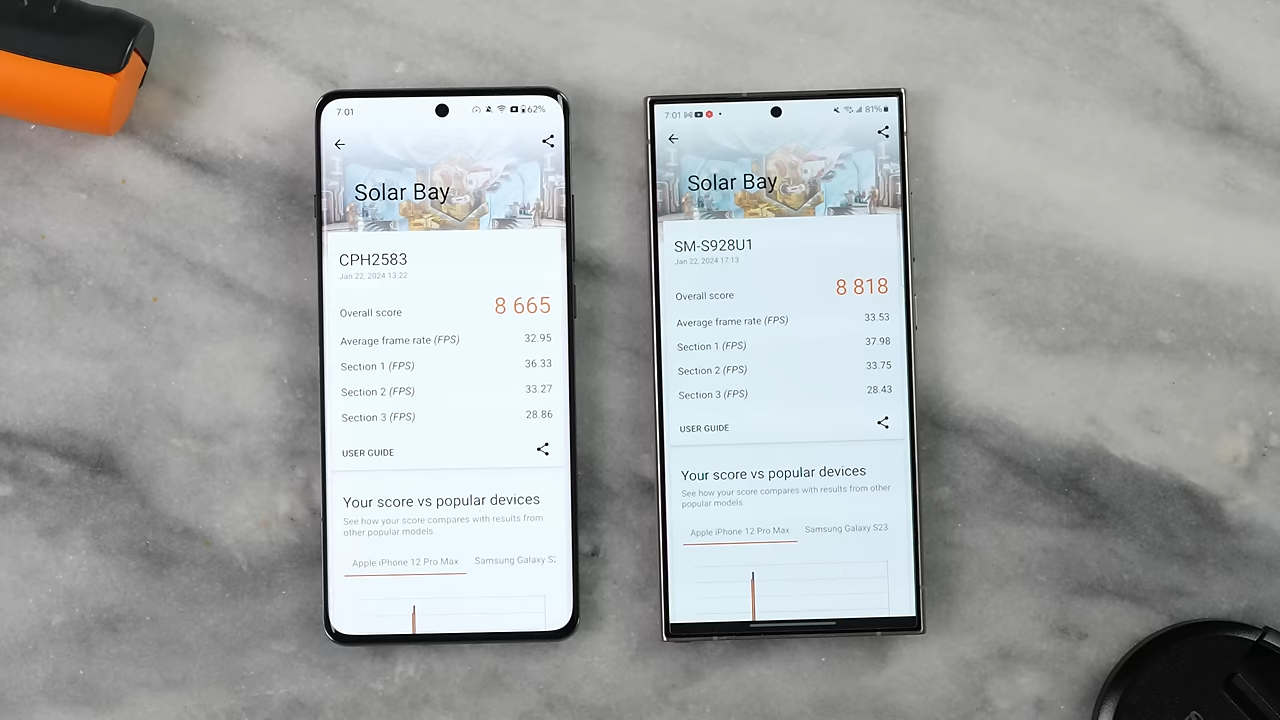 7:01
62%
Solar Bay
CPH2583
Jan 22, 2024 13:22
Overall score 8 665
Average frame rate (FPS) 32.95
Section 1 (FPS) 36.33
Section 2 (FPS) 33.27
Section 3 (FPS) 28.86
USER GUIDE
Your score vs popular devices
See how your score compares with results from
other popular models
Apple iPhone 12 Pro Max Samsung Galaxy S2
7:01
81%
Solar Bay
SM-S928U1
Jan 22, 2024 17:13
Overall score 8 818
Average frame rate (FPS) 33.53
Section 1 (FPS) 37.98
Section 2 (FPS) 33.75
Section 3 (FPS) 28.43
USER GUIDE
Your score vs popular devices
See how your score compares with results from other
popular models.
Apple iPhone 12 Pro Max Samsung Galaxy S23